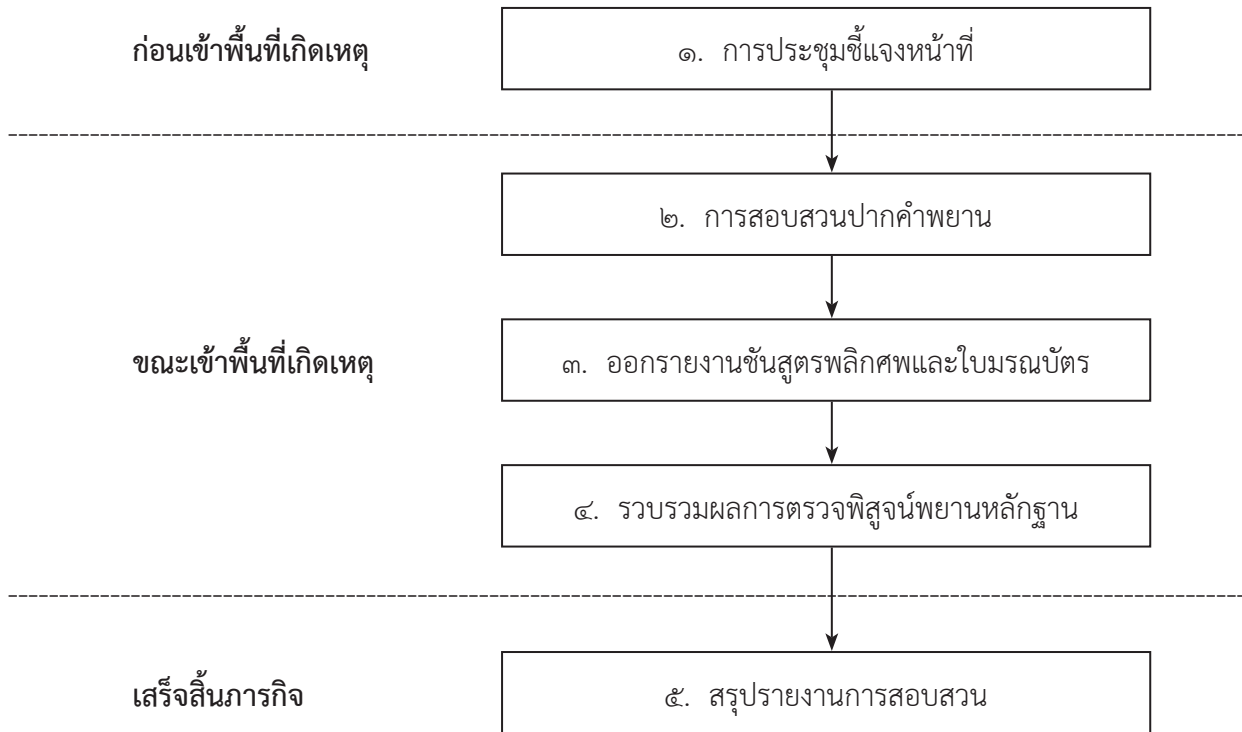 ก่อนเข้าพื้นที่เกิดเหตุ
๑. การประชุมชี้แจงหน้าที่
๒. การสอบสวนปากคำพยาน
ขณะเข้าพื้นที่เกิดเหตุ
๓. ออกรายงานชันสูตรพลิกศพและใบมรณบัตร
๔. รวบรวมผลการตรวจพิสูจน์พยานหลักฐาน
เสร็จสิ้นภารกิจ
๕. สรุปรายงานการสอบสวน